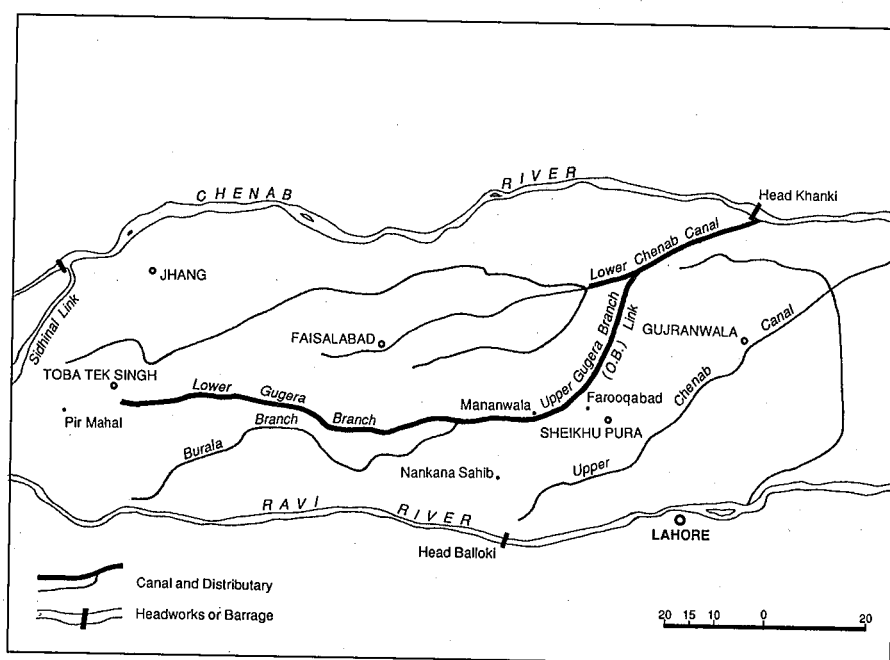 CHENAB RIVER
Head Khanki
Lower Chenab Canal
JHANG
Sidhinal Link
FAISALABAD
Upper Gugera Branch
(O.B.) Link
GUJRANWALA
Upper Chenab Canal
TOBA TEK SINGH
Lower Gugera Branch
Mananwala
Farooqabad
Pir Mahal
SHEIKHU PURA
Burala Branch
Nankana Sahib
RAVI RIVER
LAHORE
Head Balloki
Canal and Distributary
Headworks or Barrage
20 15 10 0 20